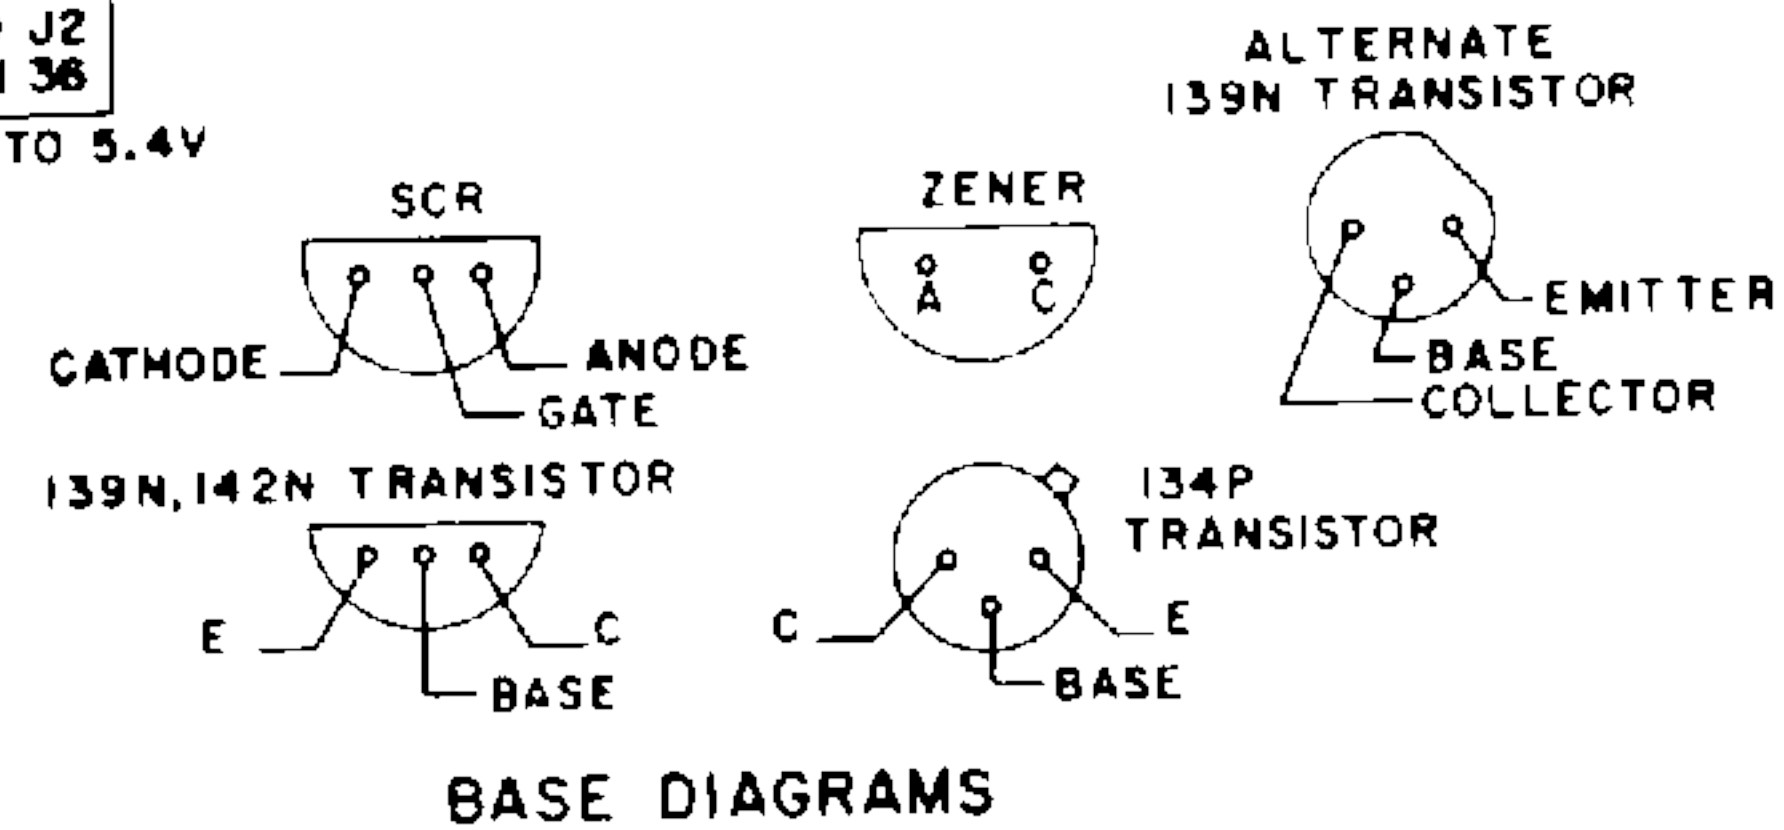 J2
36
TO 5.4V
ALTERNATE
139N TRANSISTOR
SCR
CATHODE
ANODE
GATE
ZENER
A C
EMITTER
BASE
COLLECTOR
139N, 142N TRANSISTOR
E
C
BASE
134P
TRANSISTOR
C
E
BASE
BASE DIAGRAMS